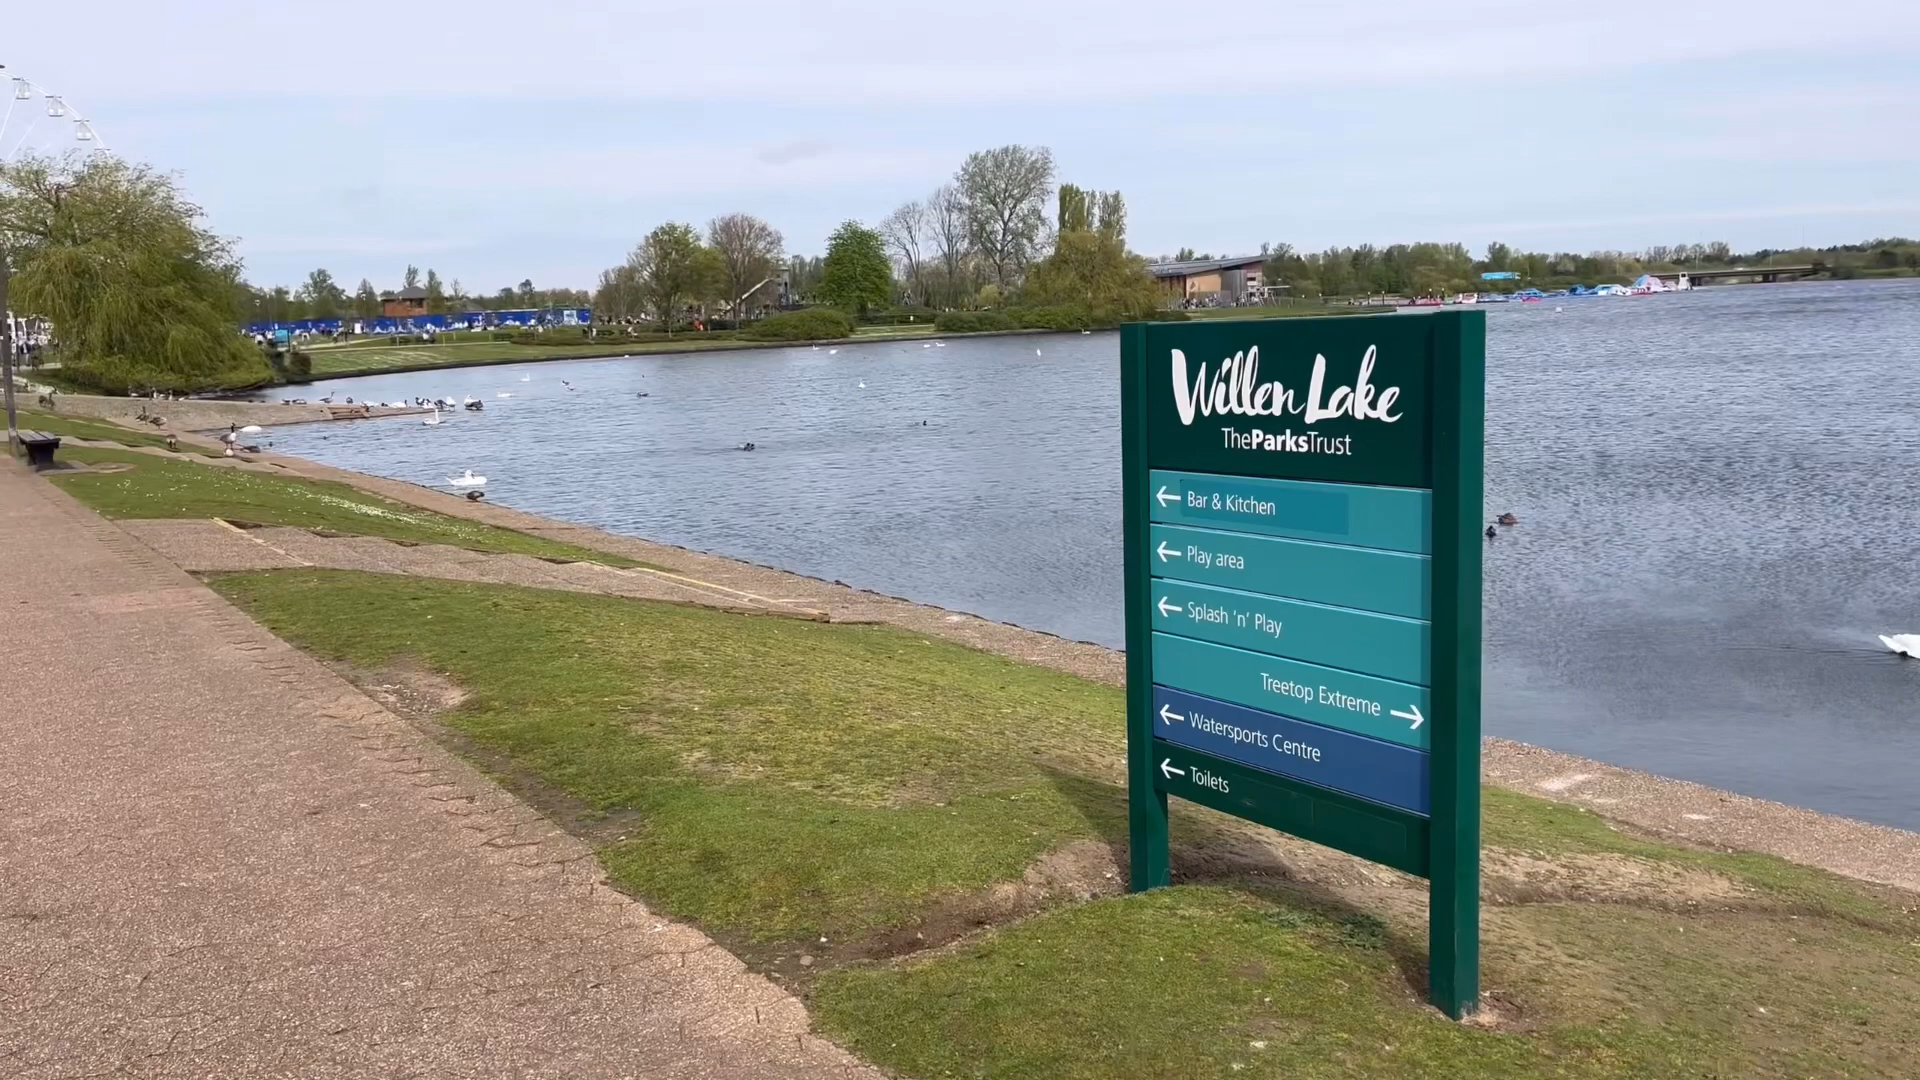 Willen Lake
TheParksTrust
← Bar & Kitchen
← Play area
← Splash ‘n’ Play
Treetop Extreme →
← Watersports Centre
← Toilets